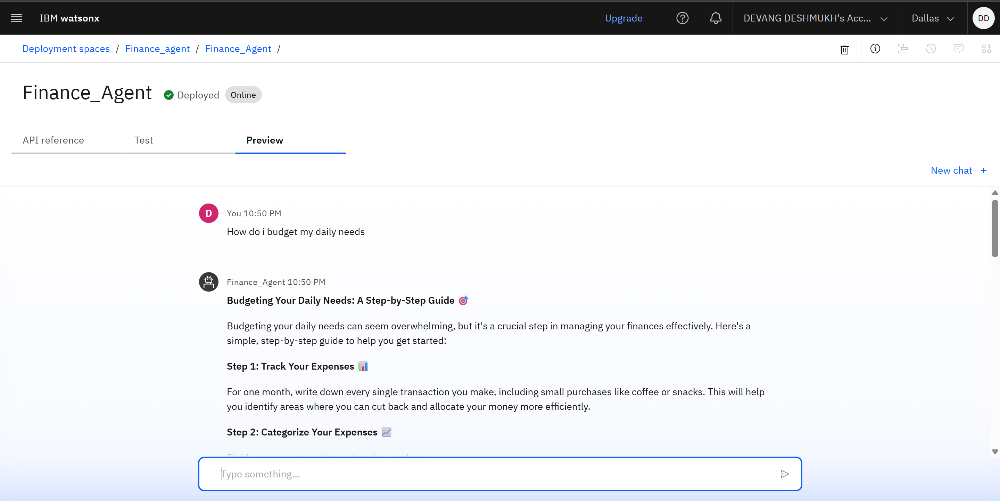 IBM watsonx
Upgrade
DEVANG DESHMUKH's Acc...
Dallas
DD
Deployment spaces / Finance_agent / Finance_Agent /
Finance_Agent
Deployed
Online
API reference
Test
Preview
New chat +
D
You 10:50 PM
How do i budget my daily needs
Finance_Agent 10:50 PM
Budgeting Your Daily Needs: A Step-by-Step Guide 🎯
Budgeting your daily needs can seem overwhelming, but it's a crucial step in managing your finances effectively. Here's a
simple, step-by-step guide to help you get started:
Step 1: Track Your Expenses 📊
For one month, write down every single transaction you make, including small purchases like coffee or snacks. This will help
you identify areas where you can cut back and allocate your money more efficiently.
Step 2: Categorize Your Expenses 📈
Type something...